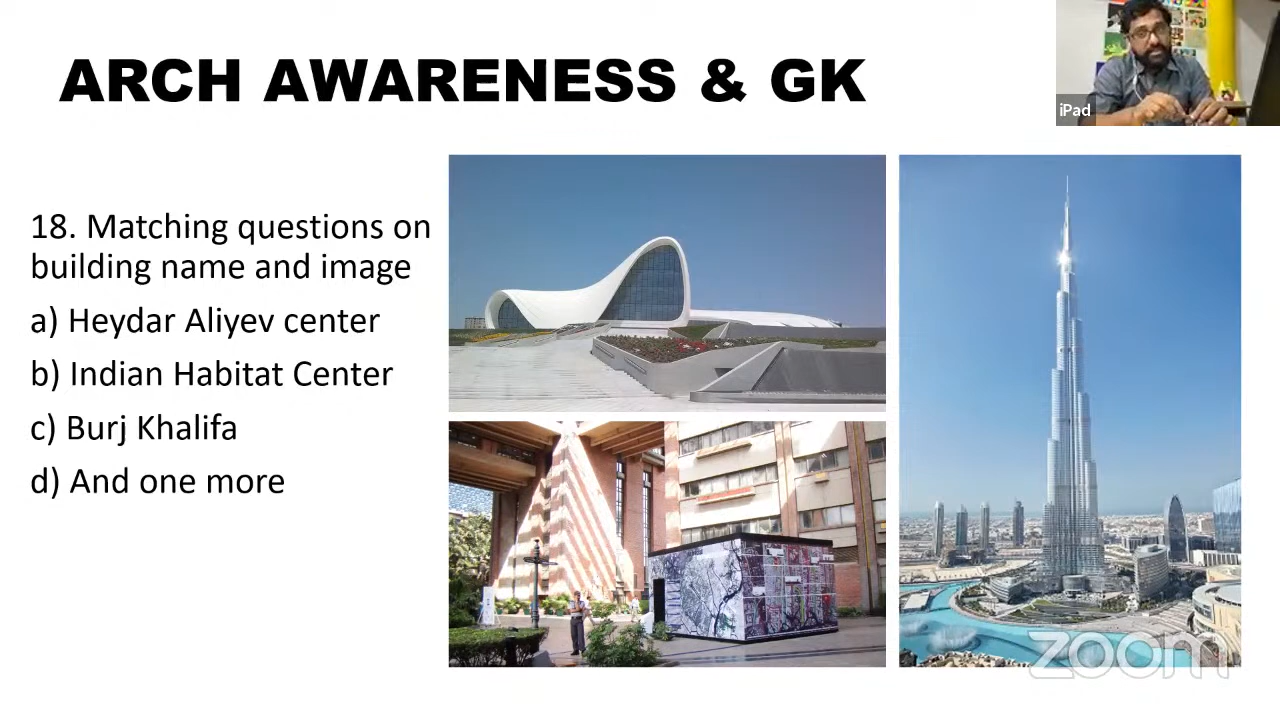 ARCH AWARENESS & GK
iPad
18. Matching questions on
building name and image
a) Heydar Aliyev center
b) Indian Habitat Center
c) Burj Khalifa
d) And one more
zoom